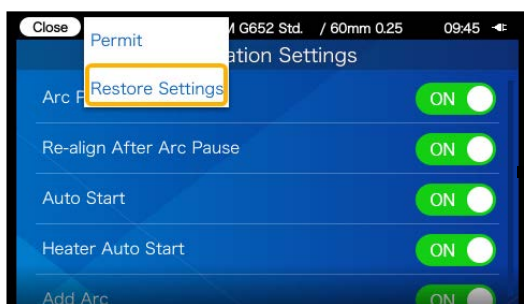 Close
M G652 Std. / 60mm 0.25 09:45
Permit
ation Settings
Restore Settings
Arc P
ON
Re-align After Arc Pause ON
Auto Start ON
Heater Auto Start ON
Add Arc ON